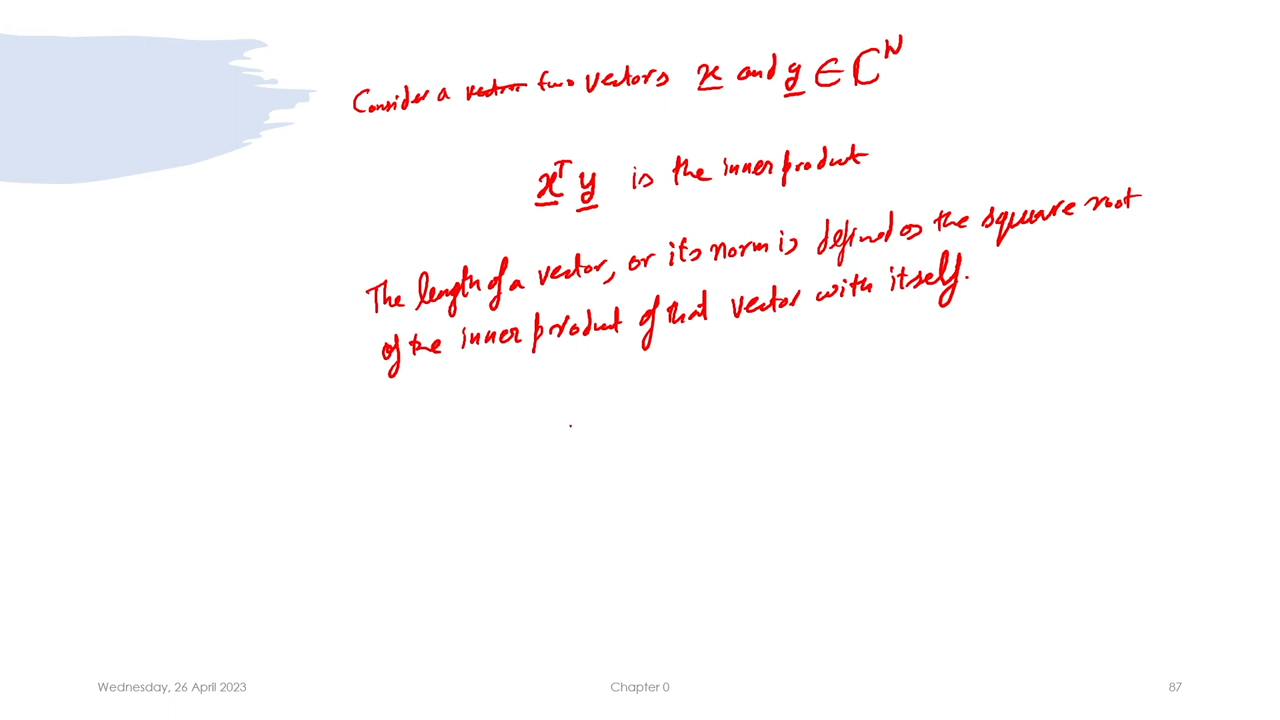 Consider a vector two vectors x and y ∈ ℂᴺ
xᵀ y is the inner product
The length of a vector, or its norm is defined as the square root
of the inner product of that vector with itself.
Wednesday, 26 April 2023
Chapter 0
87